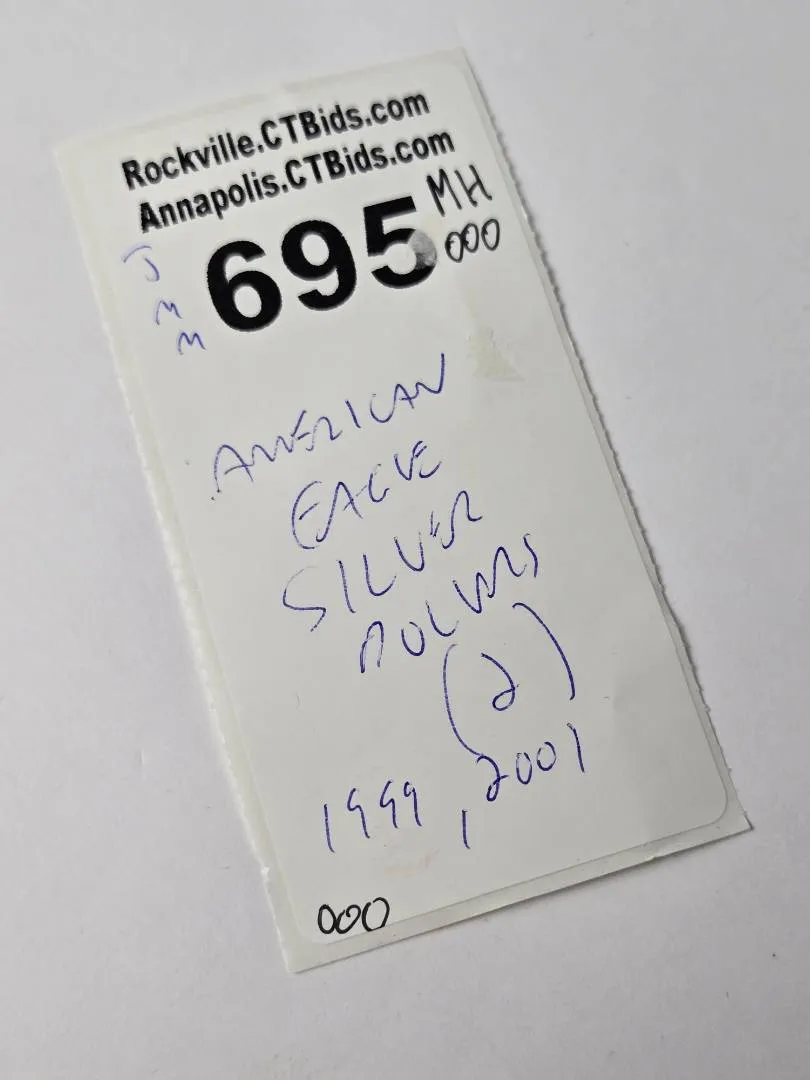 Rockville.CTBids.com
Annapolis.CTBids.com
695
MH
000
J
M
M
AMERICAN
EAGLE
SILVER
DOLLARS
(2)
1999, 2001
000